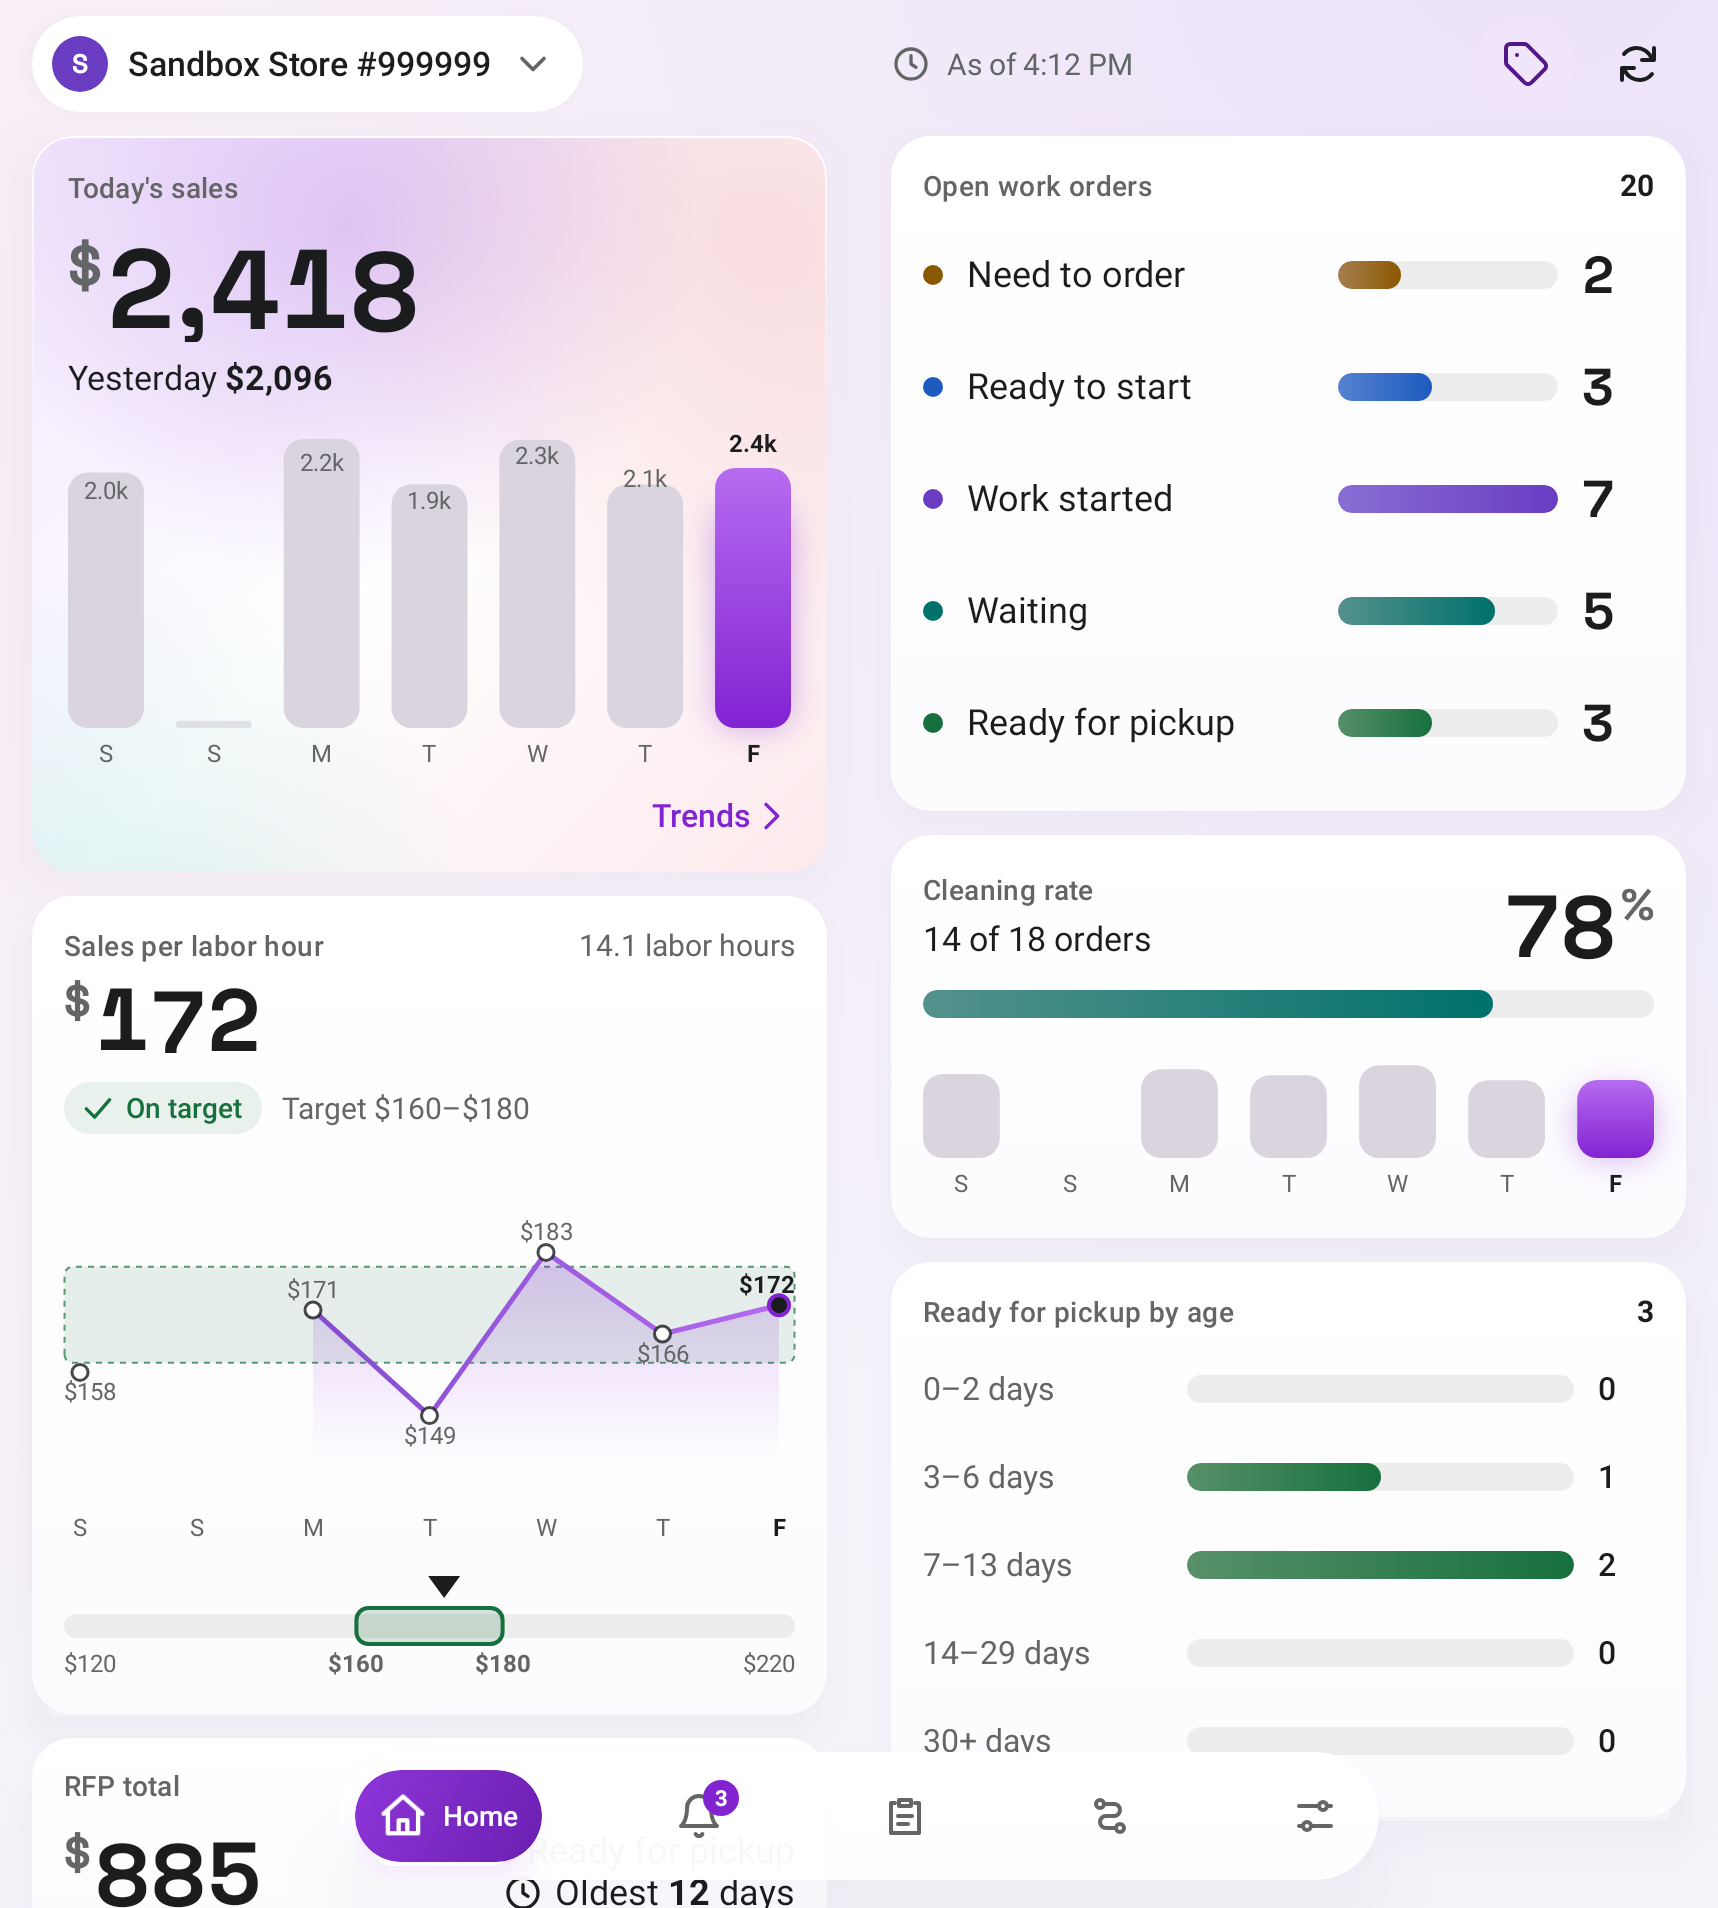 S Sandbox Store #999999
As of 4:12 PM
Today's sales
$2,418
Yesterday $2,096
2.0k 2.2k 1.9k 2.3k 2.1k 2.4k
S S M T W T F
Trends
Sales per labor hour 14.1 labor hours
$172
On target Target $160–$180
$183
$171 $172
$166
$158
$149
S S M T W T F
$120 $160 $180 $220
RFP total
$885
Ready for pickup
Oldest 12 days
Open work orders 20
Need to order 2
Ready to start 3
Work started 7
Waiting 5
Ready for pickup 3
Cleaning rate
14 of 18 orders
78%
S S M T W T F
Ready for pickup by age 3
0–2 days 0
3–6 days 1
7–13 days 2
14–29 days 0
30+ days 0
Home 3